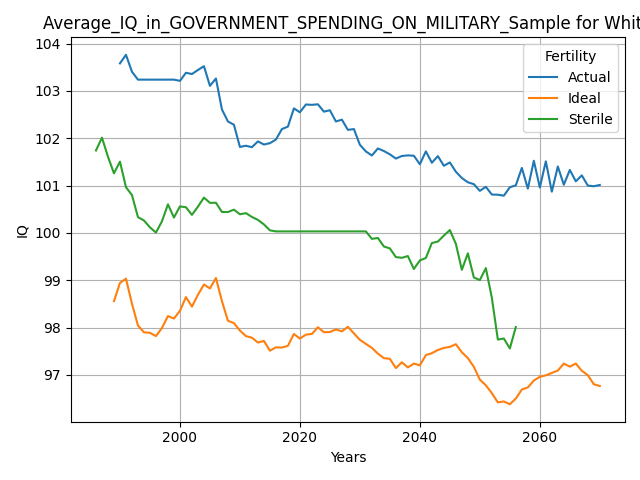 Average_IQ_in_GOVERNMENT_SPENDING_ON_MILITARY_Sample for Whit
104
103
102
101
100
99
98
97
IQ
Fertility
Actual
Ideal
Sterile
2000
2020
2040
2060
Years